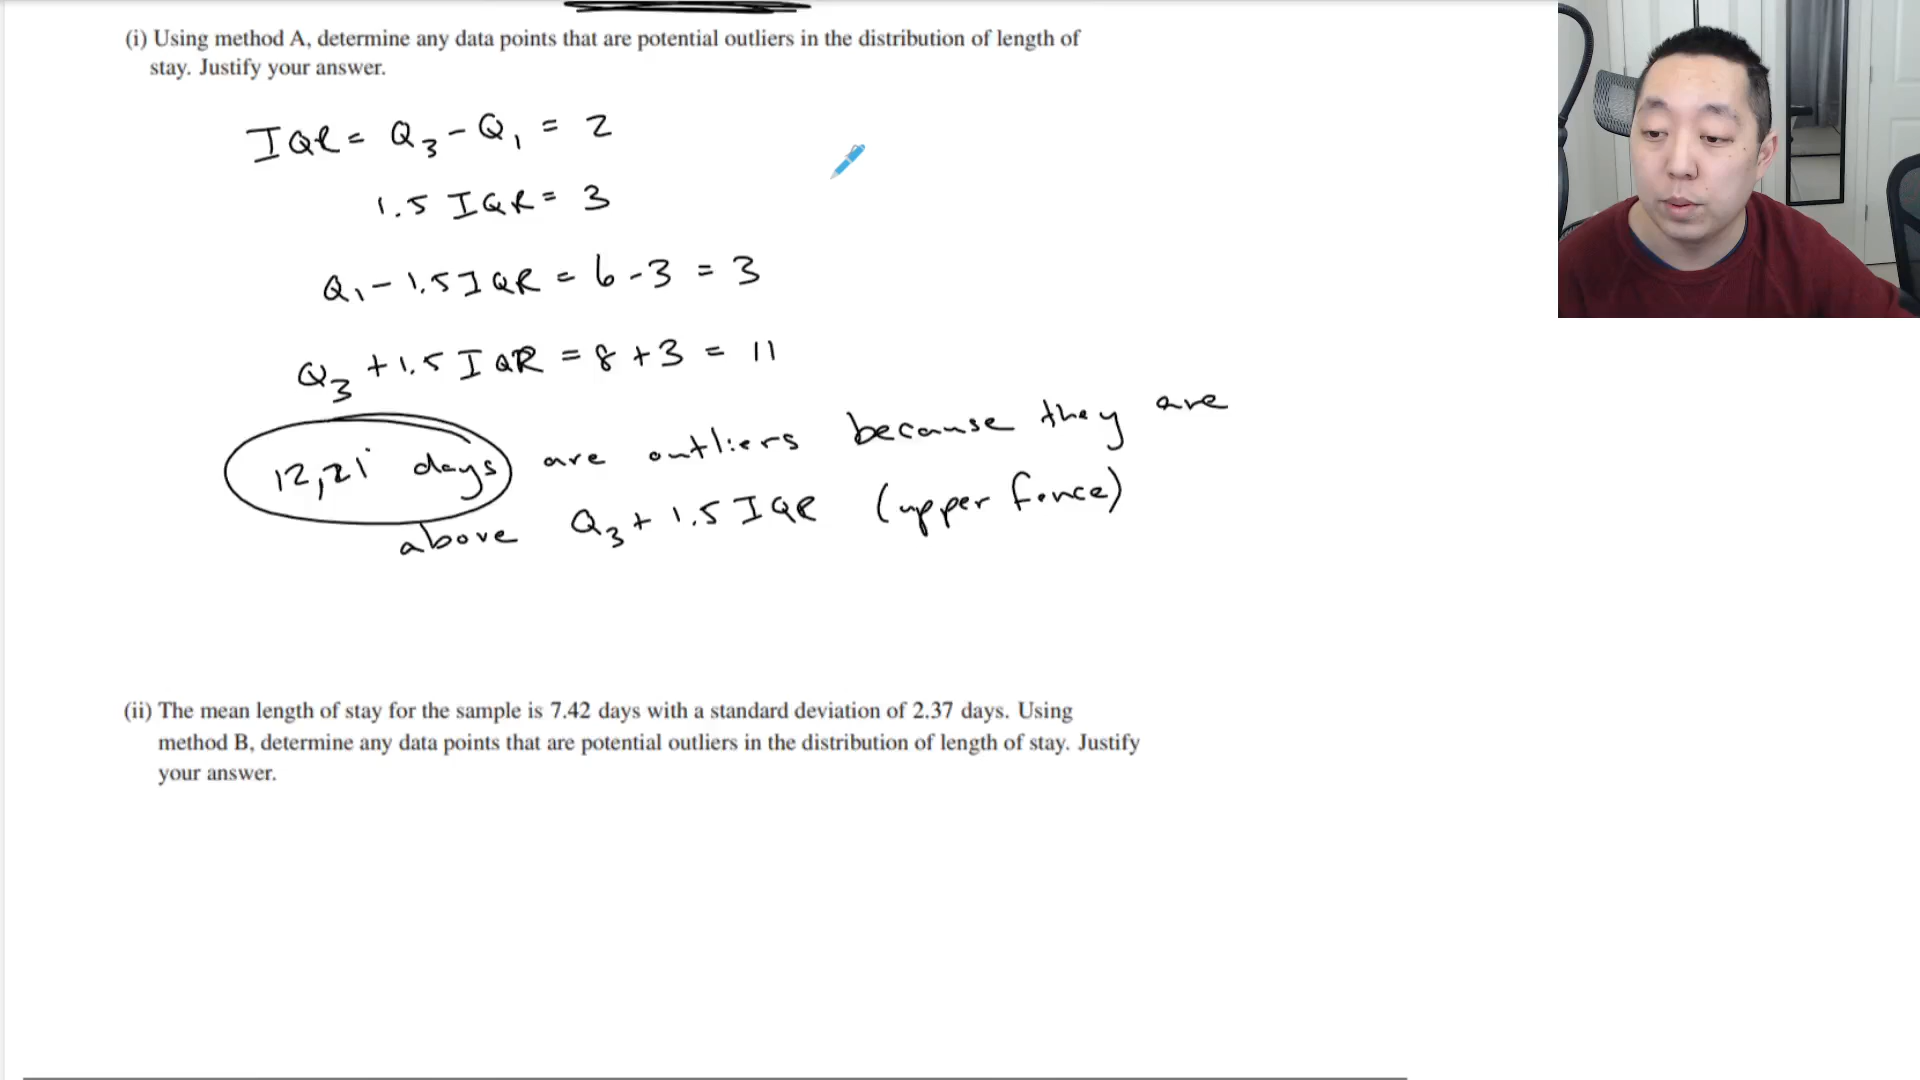 (i) Using method A, determine any data points that are potential outliers in the distribution of length of
stay. Justify your answer.
IQR = Q3 - Q1 = 2
1.5 IQR = 3
Q1 - 1.5 IQR = 6 - 3 = 3
Q3 + 1.5 IQR = 8 + 3 = 11
12, 21 days are outliers because they are
above Q3 + 1.5 IQR (upper fence)
(ii) The mean length of stay for the sample is 7.42 days with a standard deviation of 2.37 days. Using
method B, determine any data points that are potential outliers in the distribution of length of stay. Justify
your answer.